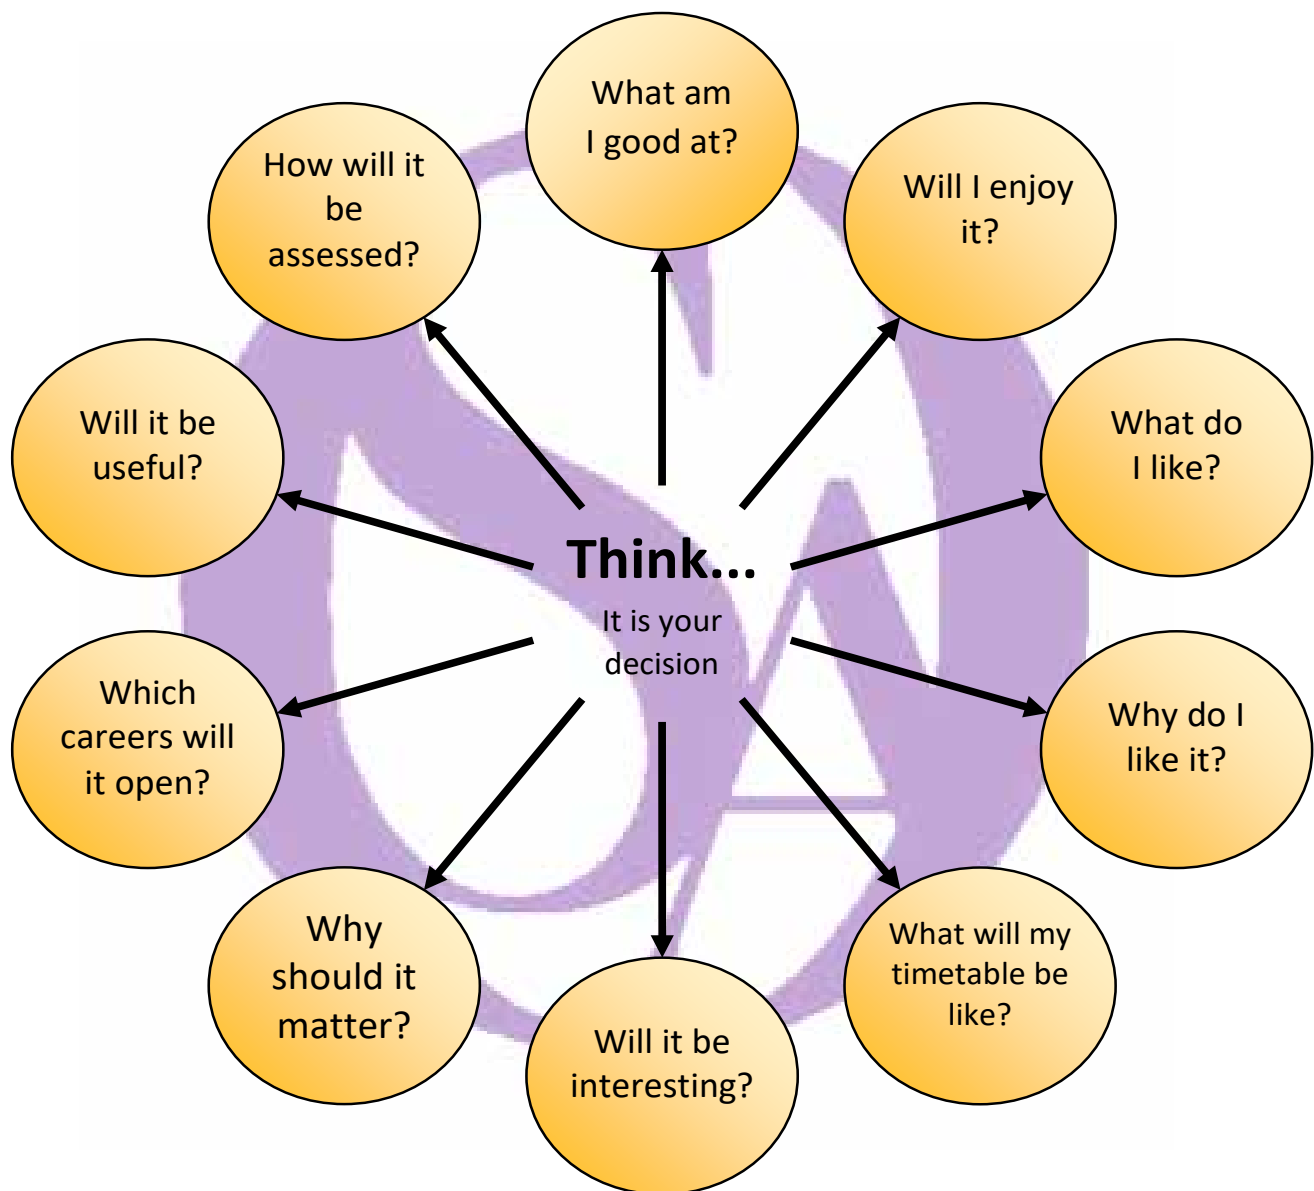 What am
I good at?
Will I enjoy
it?
What do
I like?
Why do I
like it?
What will my
timetable be
like?
Will it be
interesting?
Why
should it
matter?
Which
careers will
it open?
Will it be
useful?
How will it
be
assessed?
Think...
It is your
decision